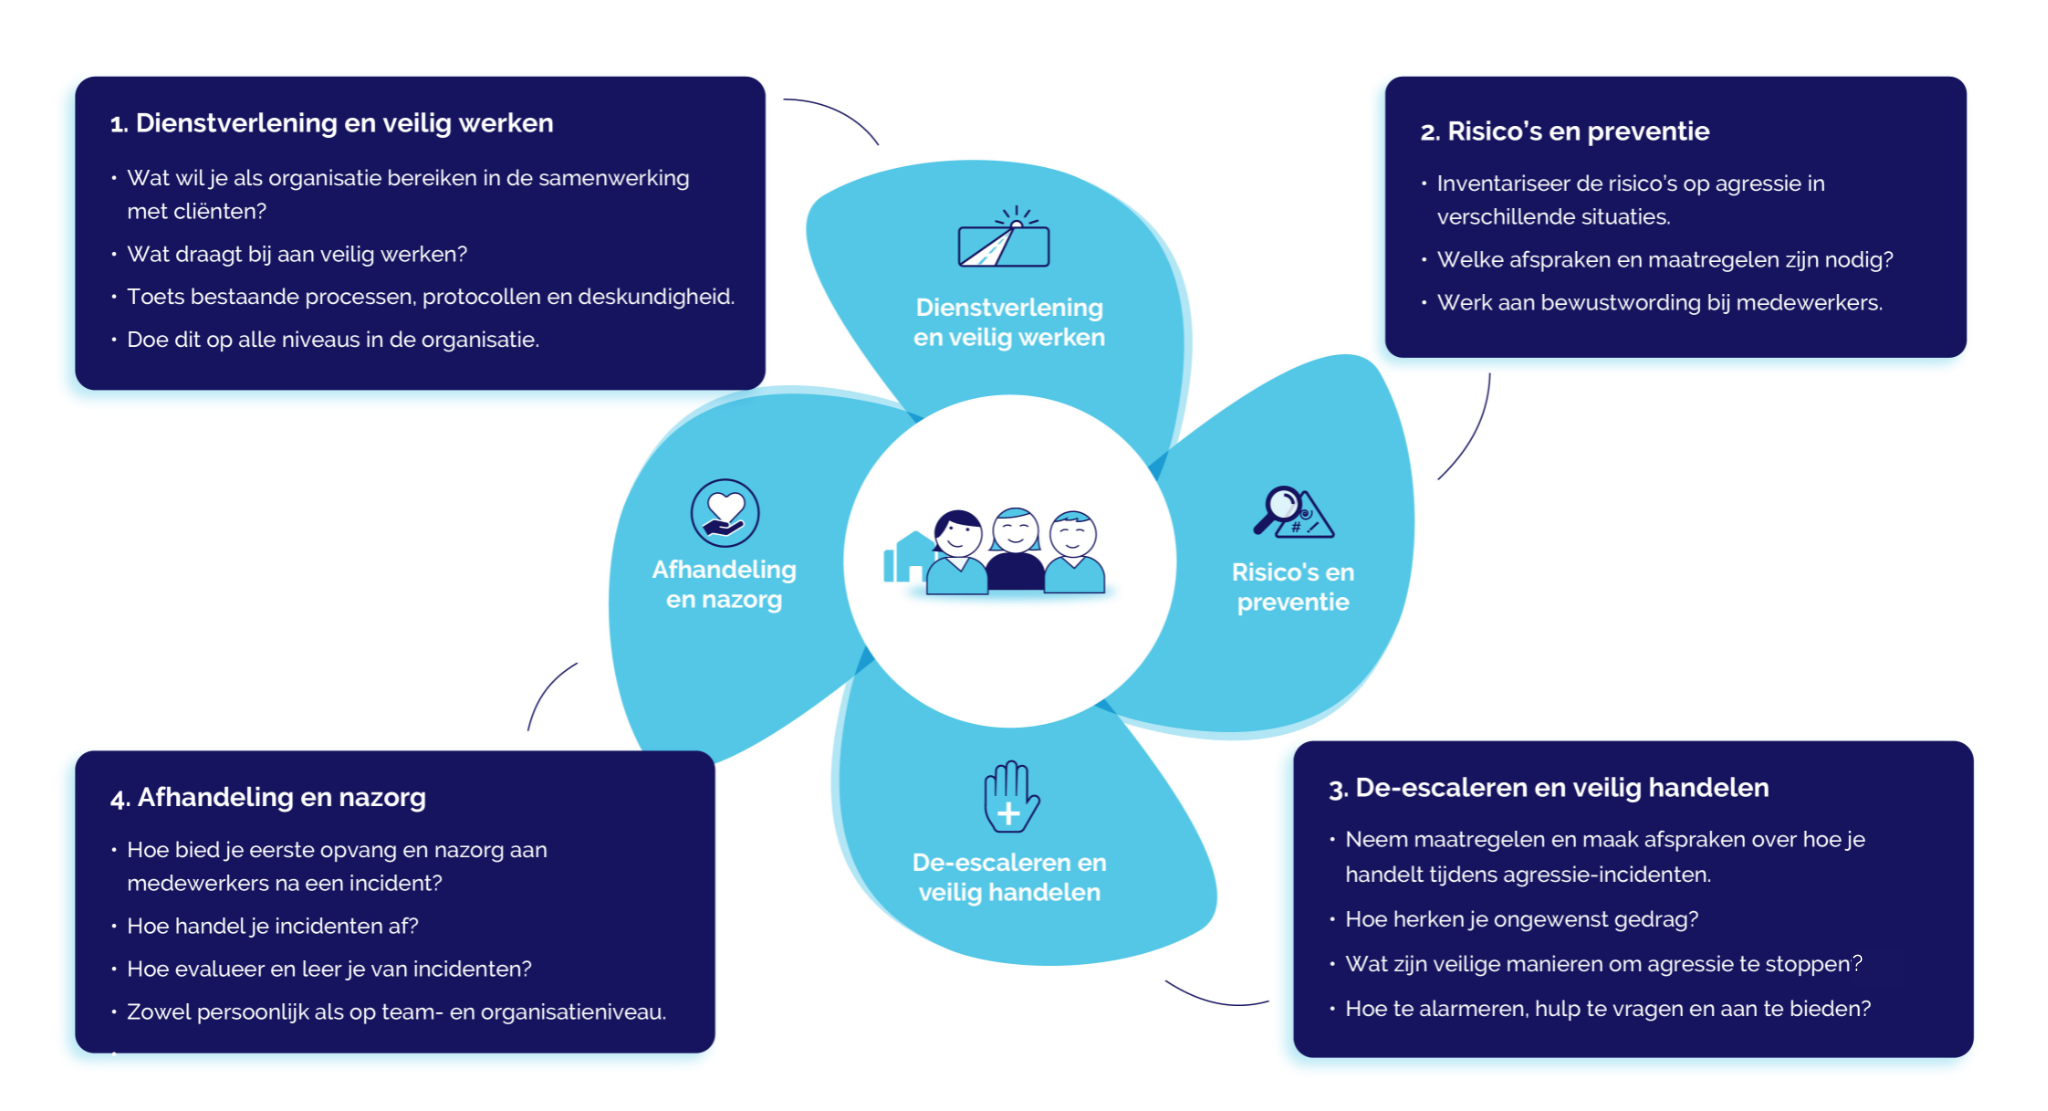 1. Dienstverlening en veilig werken
• Wat wil je als organisatie bereiken in de samenwerking
met cliënten?
• Wat draagt bij aan veilig werken?
• Toets bestaande processen, protocollen en deskundigheid.
• Doe dit op alle niveaus in de organisatie.
2. Risico's en preventie
• Inventariseer de risico's op agressie in
verschillende situaties.
• Welke afspraken en maatregelen zijn nodig?
• Werk aan bewustwording bij medewerkers.
Dienstverlening
en veilig werken
Afhandeling
en nazorg
Risico's en
preventie
De-escaleren en
veilig handelen
4. Afhandeling en nazorg
• Hoe bied je eerste opvang en nazorg aan
medewerkers na een incident?
• Hoe handel je incidenten af?
• Hoe evalueer en leer je van incidenten?
• Zowel persoonlijk als op team- en organisatieniveau.
3. De-escaleren en veilig handelen
• Neem maatregelen en maak afspraken over hoe je
handelt tijdens agressie-incidenten.
• Hoe herken je ongewenst gedrag?
• Wat zijn veilige manieren om agressie te stoppen?
• Hoe te alarmeren, hulp te vragen en aan te bieden?